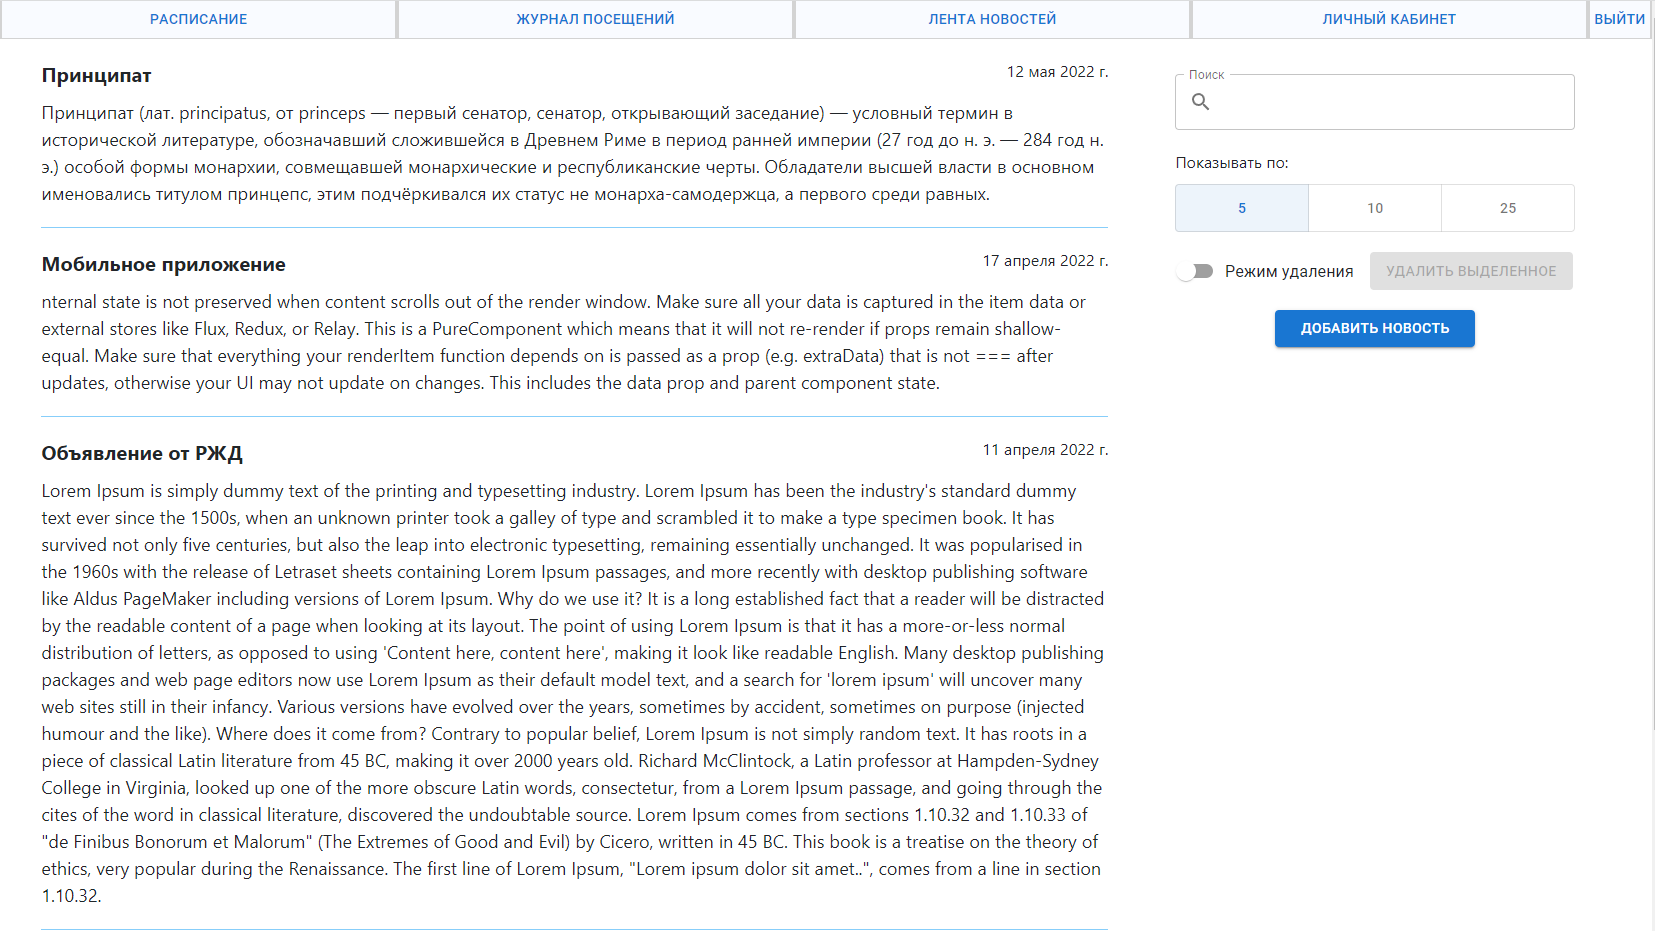 РАСПИСАНИЕ
ЖУРНАЛ ПОСЕЩЕНИЙ
ЛЕНТА НОВОСТЕЙ
ЛИЧНЫЙ КАБИНЕТ
ВЫЙТИ
Принципат
12 мая 2022 г.
Принципат (лат. principatus, от princeps — первый сенатор, сенатор, открывающий заседание) — условный термин в
исторической литературе, обозначавший сложившейся в Древнем Риме в период ранней империи (27 год до н. э. — 284 год н.
э.) особой формы монархии, совмещавшей монархические и республиканские черты. Обладатели высшей власти в основном
именовались титулом принцепс, этим подчёркивался их статус не монарха-самодержца, а первого среди равных.
Мобильное приложение
17 апреля 2022 г.
nternal state is not preserved when content scrolls out of the render window. Make sure all your data is captured in the item data or
external stores like Flux, Redux, or Relay. This is a PureComponent which means that it will not re-render if props remain shallow-
equal. Make sure that everything your renderItem function depends on is passed as a prop (e.g. extraData) that is not === after
updates, otherwise your UI may not update on changes. This includes the data prop and parent component state.
Объявление от РЖД
11 апреля 2022 г.
Lorem Ipsum is simply dummy text of the printing and typesetting industry. Lorem Ipsum has been the industry's standard dummy
text ever since the 1500s, when an unknown printer took a galley of type and scrambled it to make a type specimen book. It has
survived not only five centuries, but also the leap into electronic typesetting, remaining essentially unchanged. It was popularised in
the 1960s with the release of Letraset sheets containing Lorem Ipsum passages, and more recently with desktop publishing software
like Aldus PageMaker including versions of Lorem Ipsum. Why do we use it? It is a long established fact that a reader will be distracted
by the readable content of a page when looking at its layout. The point of using Lorem Ipsum is that it has a more-or-less normal
distribution of letters, as opposed to using 'Content here, content here', making it look like readable English. Many desktop publishing
packages and web page editors now use Lorem Ipsum as their default model text, and a search for 'lorem ipsum' will uncover many
web sites still in their infancy. Various versions have evolved over the years, sometimes by accident, sometimes on purpose (injected
humour and the like). Where does it come from? Contrary to popular belief, Lorem Ipsum is not simply random text. It has roots in a
piece of classical Latin literature from 45 BC, making it over 2000 years old. Richard McClintock, a Latin professor at Hampden-Sydney
College in Virginia, looked up one of the more obscure Latin words, consectetur, from a Lorem Ipsum passage, and going through the
cites of the word in classical literature, discovered the undoubtable source. Lorem Ipsum comes from sections 1.10.32 and 1.10.33 of
"de Finibus Bonorum et Malorum" (The Extremes of Good and Evil) by Cicero, written in 45 BC. This book is a treatise on the theory of
ethics, very popular during the Renaissance. The first line of Lorem Ipsum, "Lorem ipsum dolor sit amet..", comes from a line in section
1.10.32.
Поиск
Показывать по:
5
10
25
Режим удаления
УДАЛИТЬ ВЫДЕЛЕННОЕ
ДОБАВИТЬ НОВОСТЬ